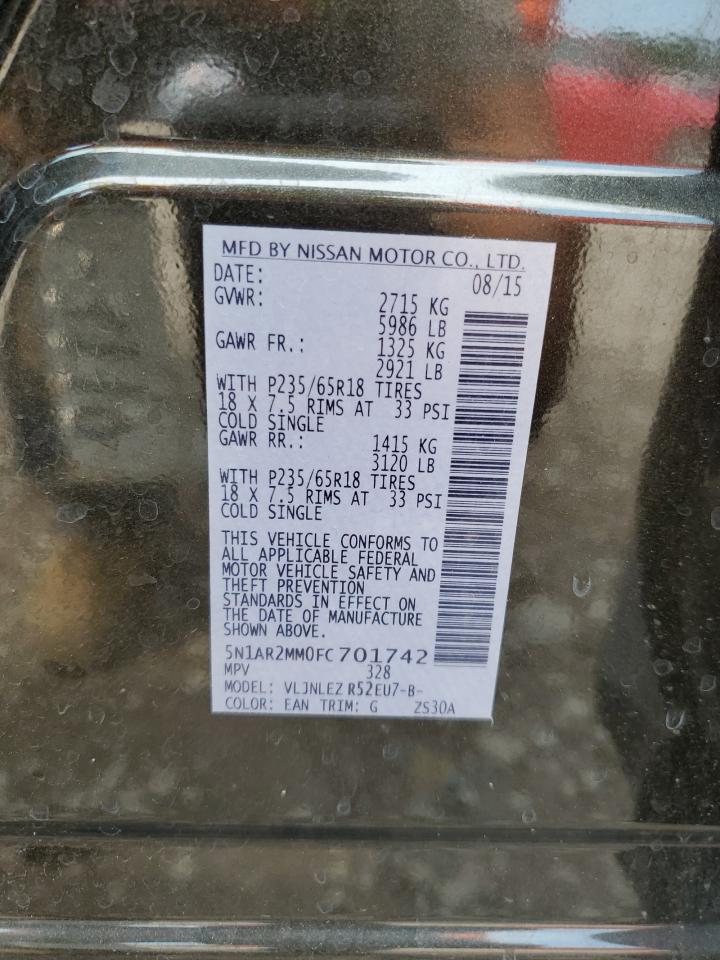 MFD BY NISSAN MOTOR CO., LTD.
DATE: 08/15
GVWR: 2715 KG
5986 LB
GAWR FR.: 1325 KG
2921 LB
WITH P235/65R18 TIRES
18 X 7.5 RIMS AT 33 PSI
COLD SINGLE
GAWR RR.: 1415 KG
3120 LB
WITH P235/65R18 TIRES
18 X 7.5 RIMS AT 33 PSI
COLD SINGLE
THIS VEHICLE CONFORMS TO
ALL APPLICABLE FEDERAL
MOTOR VEHICLE SAFETY AND
THEFT PREVENTION
STANDARDS IN EFFECT ON
THE DATE OF MANUFACTURE
SHOWN ABOVE.
5N1AR2MM0FC701742
MPV 328
MODEL: VLJNLEZ R52EU7-B-
COLOR: EAN TRIM: G ZS30A